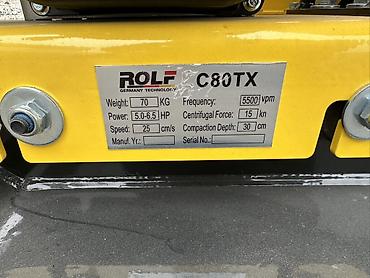 ROLF C80TX
GERMANY TECHNOLOGY
Weight: 70 KG Frequency: 5500 vpm
Power: 5.0-6.5 HP Centrifugal Force: 15 kn
Speed: 25 cm/s Compaction Depth: 30 cm
Manuf. Yr.: Serial No.: